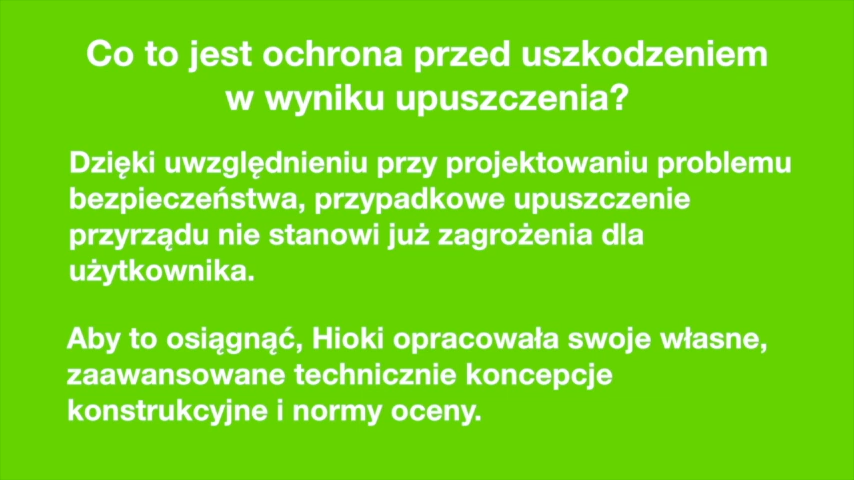 Co to jest ochrona przed uszkodzeniem
w wyniku upuszczenia?
Dzięki uwzględnieniu przy projektowaniu problemu
bezpieczeństwa, przypadkowe upuszczenie
przyrządu nie stanowi już zagrożenia dla
użytkownika.
Aby to osiągnąć, Hioki opracowała swoje własne,
zaawansowane technicznie koncepcje
konstrukcyjne i normy oceny.